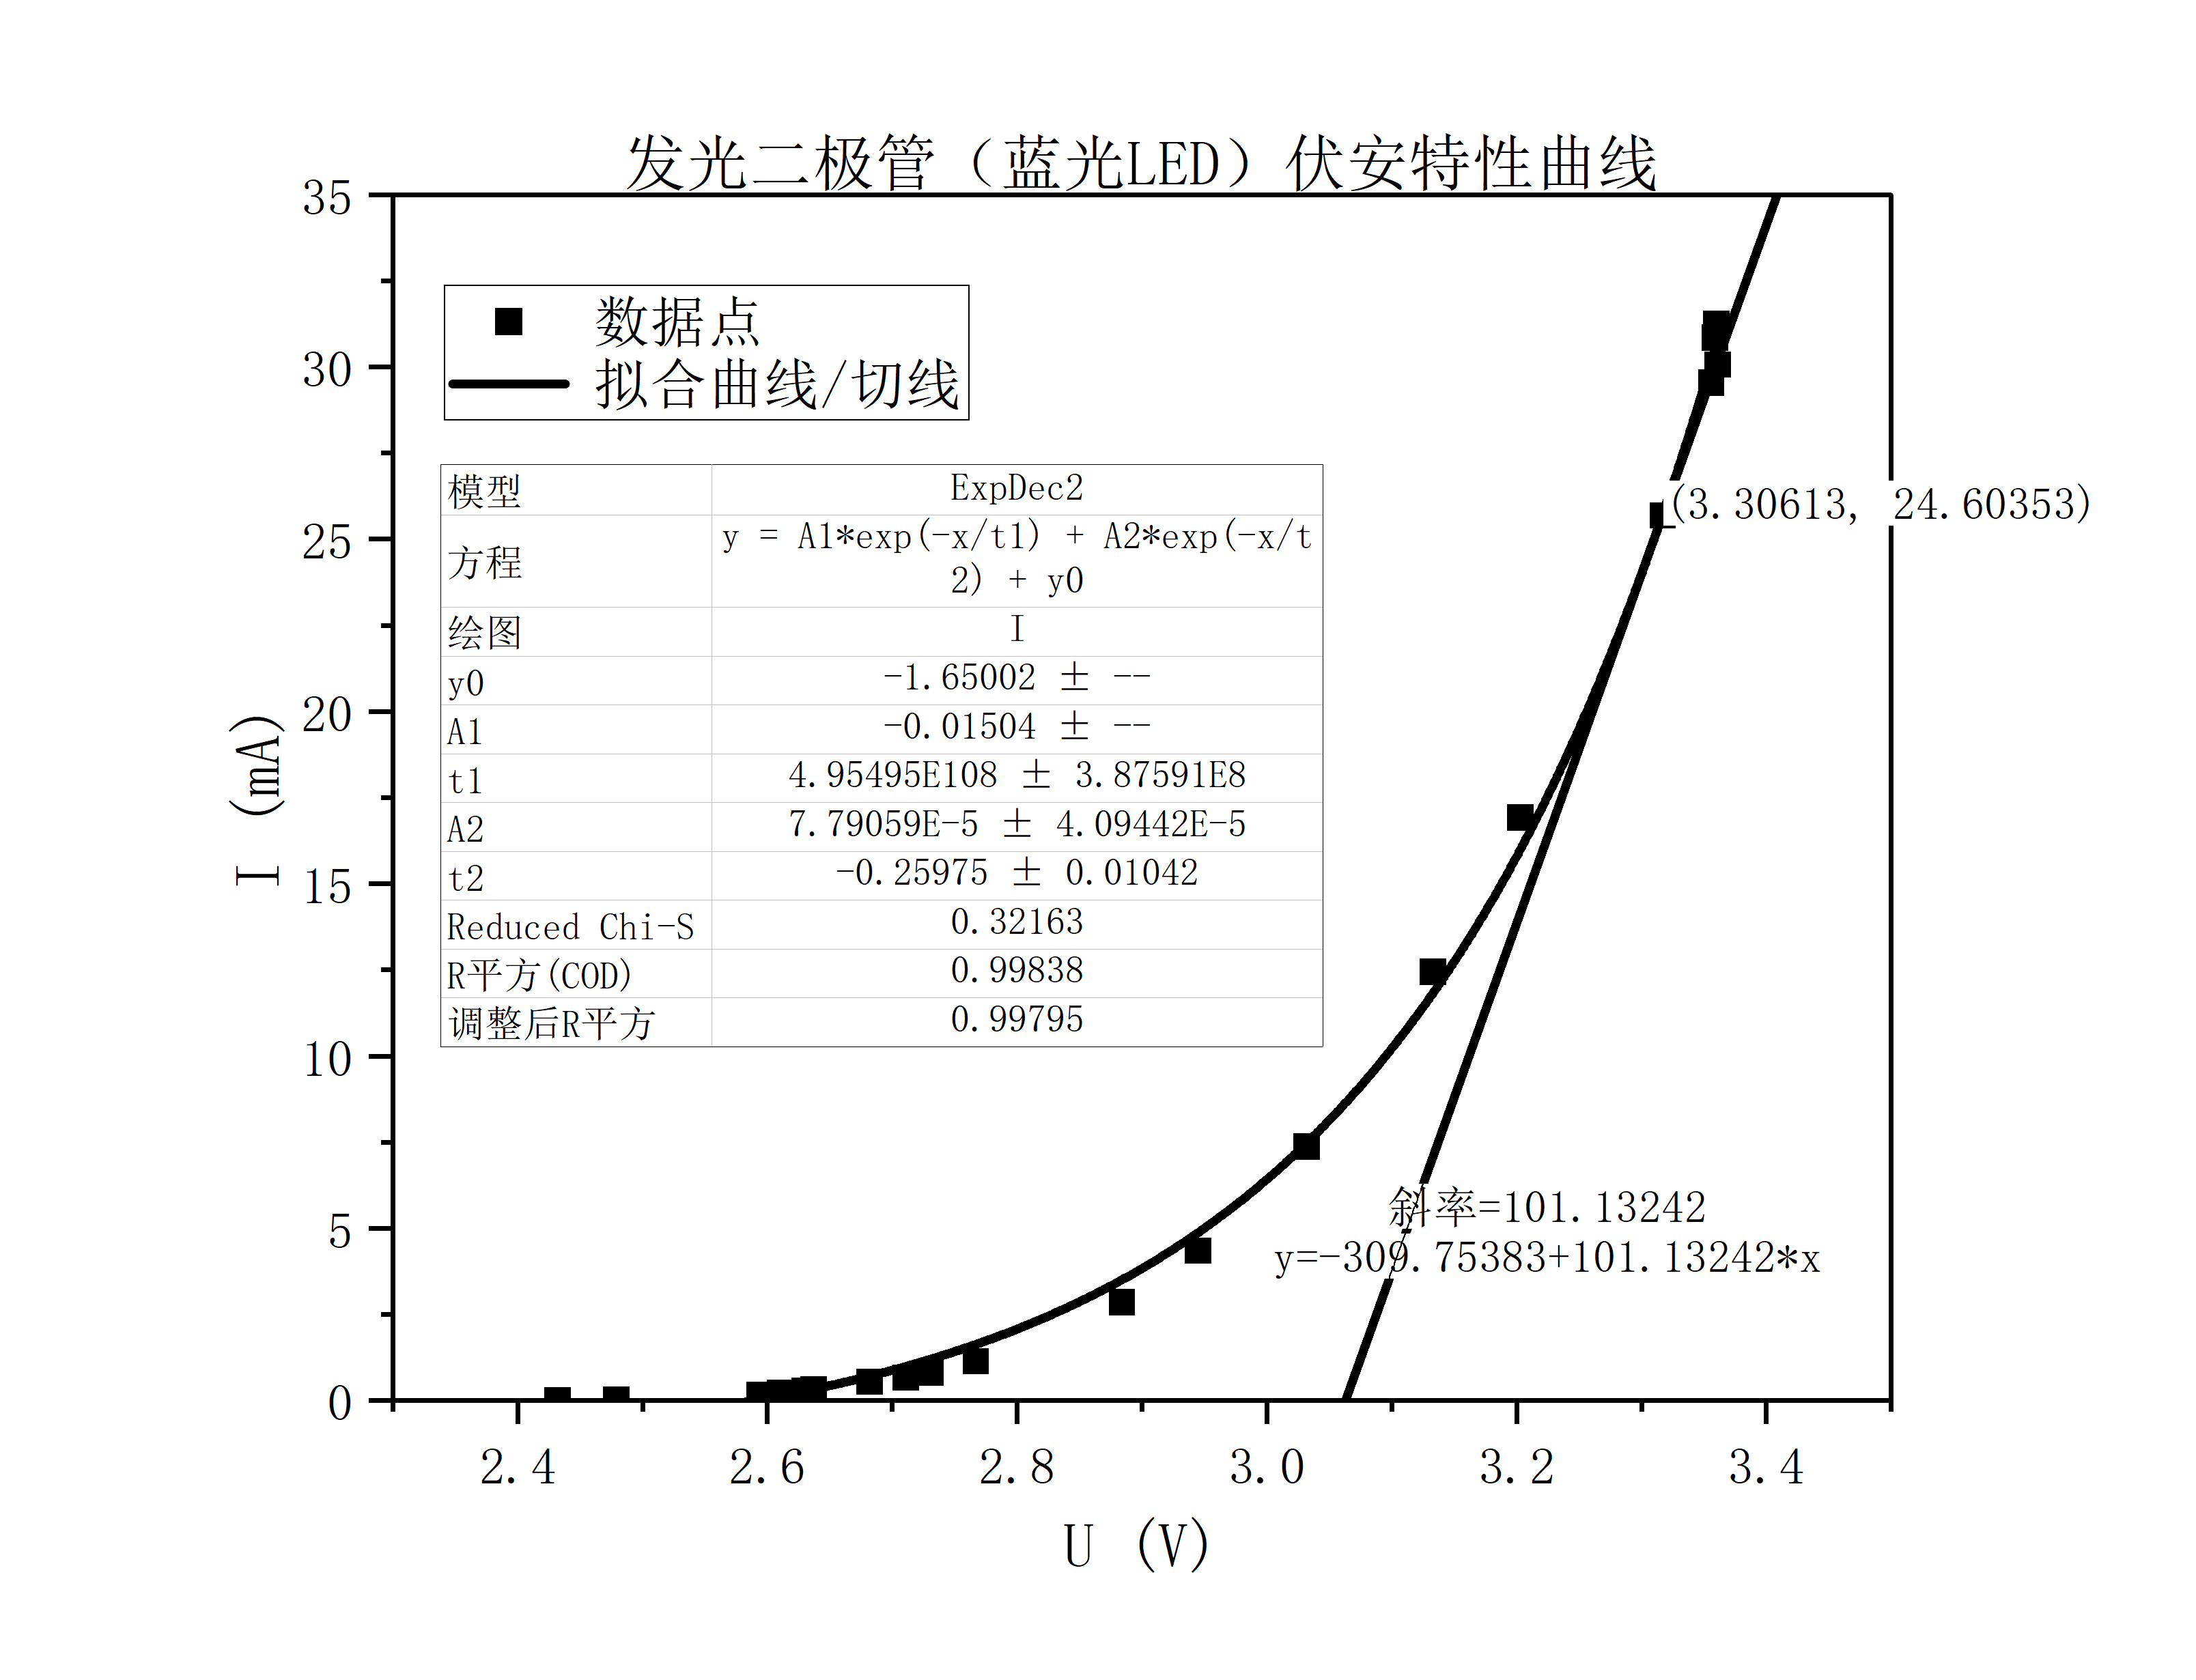 发光二极管（蓝光LED）伏安特性曲线
35
30
25
20
15
10
5
0
I (mA)
数据点
拟合曲线/切线
模型 ExpDec2
方程 y = A1*exp(-x/t1) + A2*exp(-x/t
2) + y0
绘图 I
y0 -1.65002 ± --
A1 -0.01504 ± --
t1 4.95495E108 ± 3.87591E8
A2 7.79059E-5 ± 4.09442E-5
t2 -0.25975 ± 0.01042
Reduced Chi-S 0.32163
R平方(COD) 0.99838
调整后R平方 0.99795
(3.30613, 24.60353)
斜率=101.13242
y=-309.75383+101.13242*x
2.4 2.6 2.8 3.0 3.2 3.4
U (V)